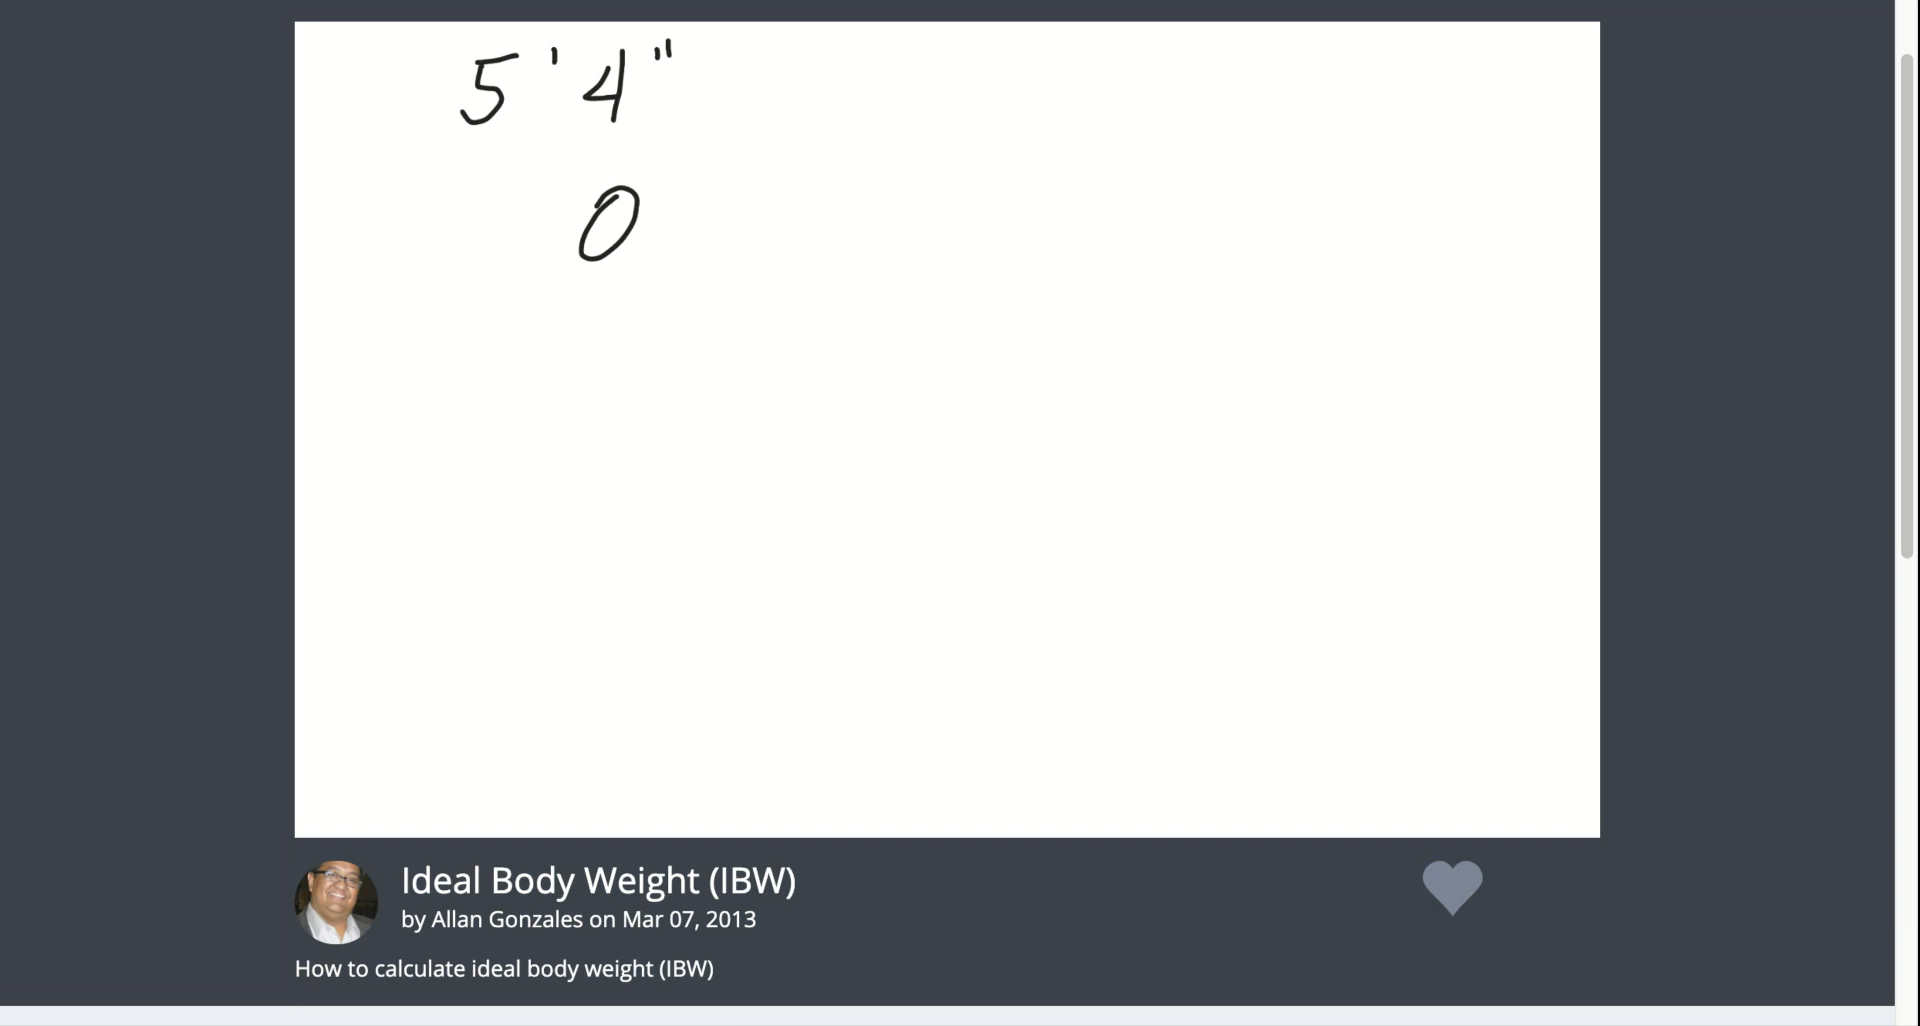 5'4"
0
Ideal Body Weight (IBW)
by Allan Gonzales on Mar 07, 2013
How to calculate ideal body weight (IBW)